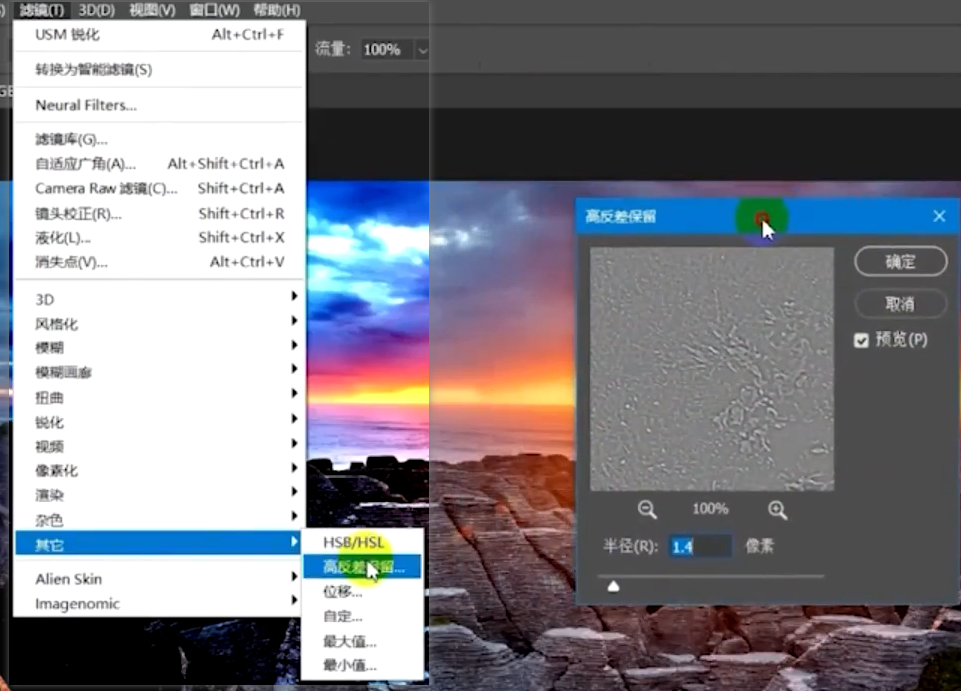 滤镜(T) 3D(D) 视图(V) 窗口(W) 帮助(H)
USM 锐化 Alt+Ctrl+F
流量: 100%
转换为智能滤镜(S)
Neural Filters...
滤镜库(G)...
自适应广角(A)... Alt+Shift+Ctrl+A
Camera Raw 滤镜(C)... Shift+Ctrl+A
镜头校正(R)... Shift+Ctrl+R
液化(L)... Shift+Ctrl+X
消失点(V)... Alt+Ctrl+V
3D
风格化
模糊
模糊画廊
扭曲
锐化
视频
像素化
渲染
杂色
其它
Alien Skin
Imagenomic
HSB/HSL
高反差保留...
位移...
自定...
最大值...
最小值...
高反差保留
确定
取消
预览(P)
100%
半径(R): 1.4 像素